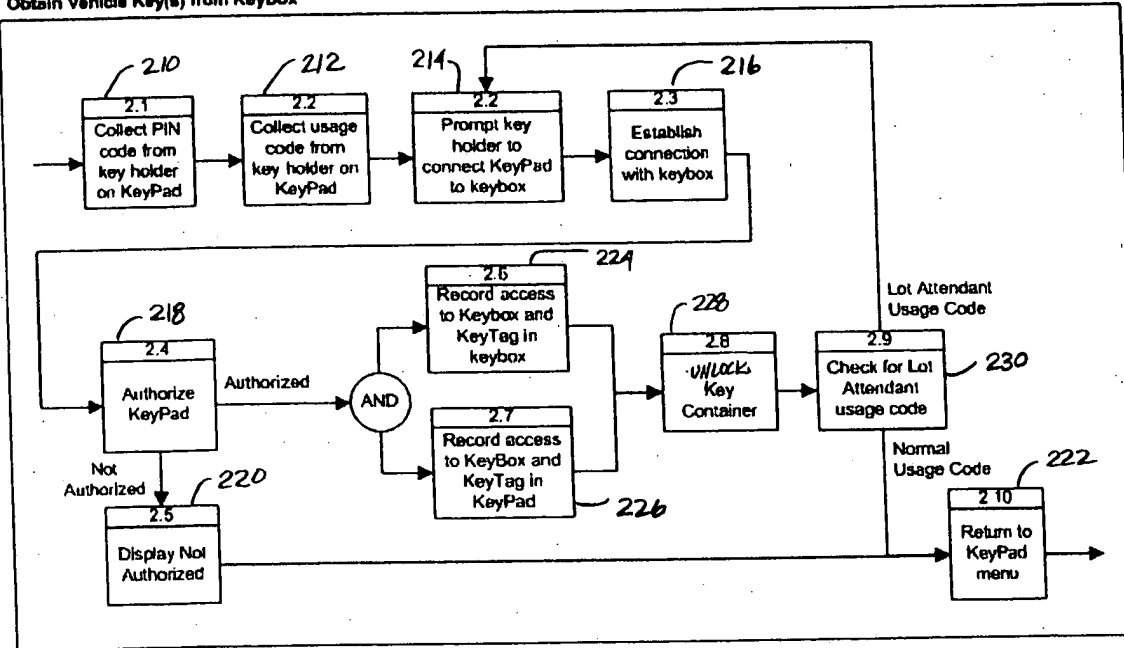 Obtain Vehicle Key(s) from Keybox
210
212
214
216
2.1
Collect PIN
code from
key holder
on KeyPad
2.2
Collect usage
code from
key holder on
KeyPad
2.2
Prompt key
holder to
connect KeyPad
to keybox
2.3
Establish
connection
with keybox
218
2.4
Authorize
KeyPad
Authorized
Not
Authorized
220
2.5
Display Not
Authorized
AND
224
2.6
Record access
to Keybox and
KeyTag in
keybox
2.7
Record access
to KeyBox and
KeyTag in
KeyPad
226
228
2.8
UNLOCK
Key
Container
Lot Attendant
Usage Code
2.9
Check for Lot
Attendant
usage code
230
Normal
Usage Code
222
2.10
Return to
KeyPad
menu